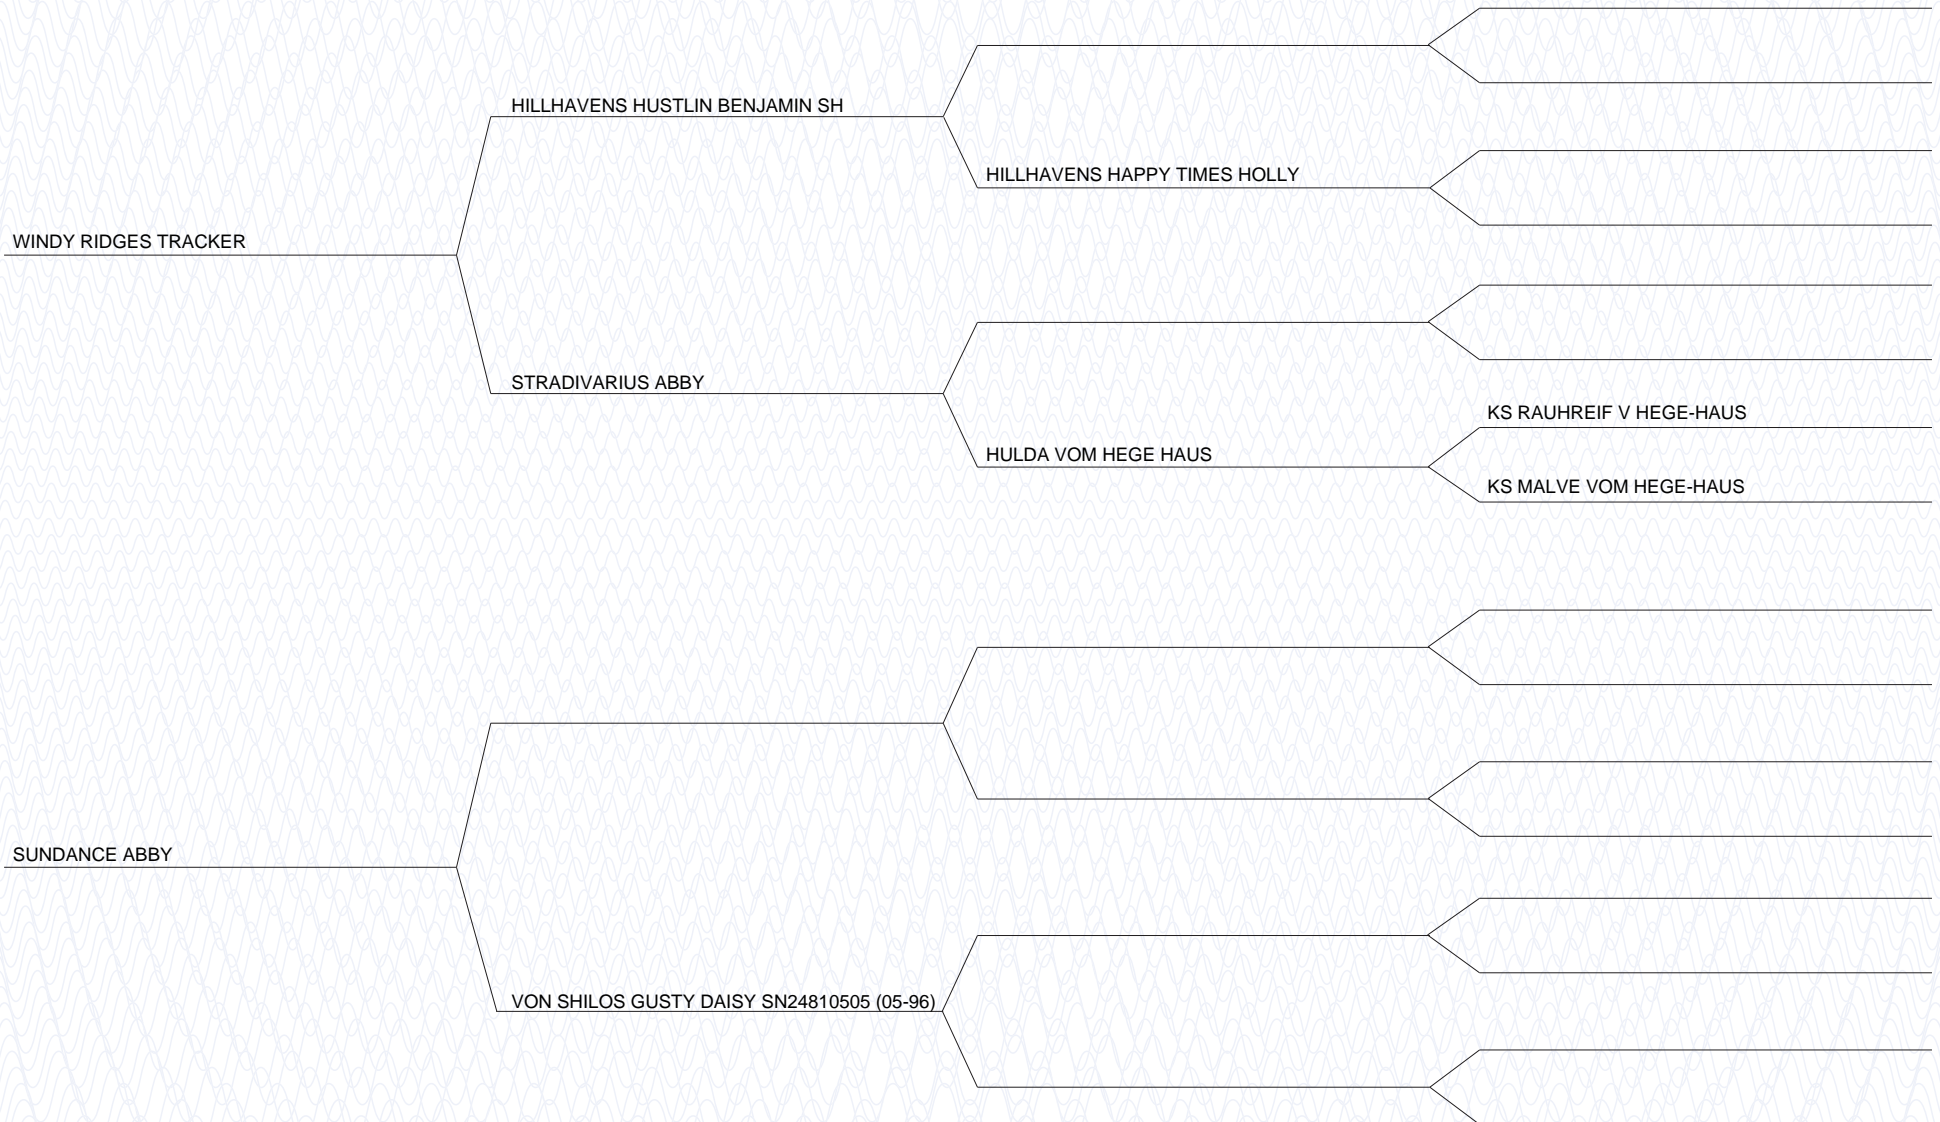 HILLHAVENS HUSTLIN BENJAMIN SH
HILLHAVENS HAPPY TIMES HOLLY
WINDY RIDGES TRACKER
STRADIVARIUS ABBY
KS RAUHREIF V HEGE-HAUS
HULDA VOM HEGE HAUS
KS MALVE VOM HEGE-HAUS
SUNDANCE ABBY
VON SHILOS GUSTY DAISY SN24810505 (05-96)